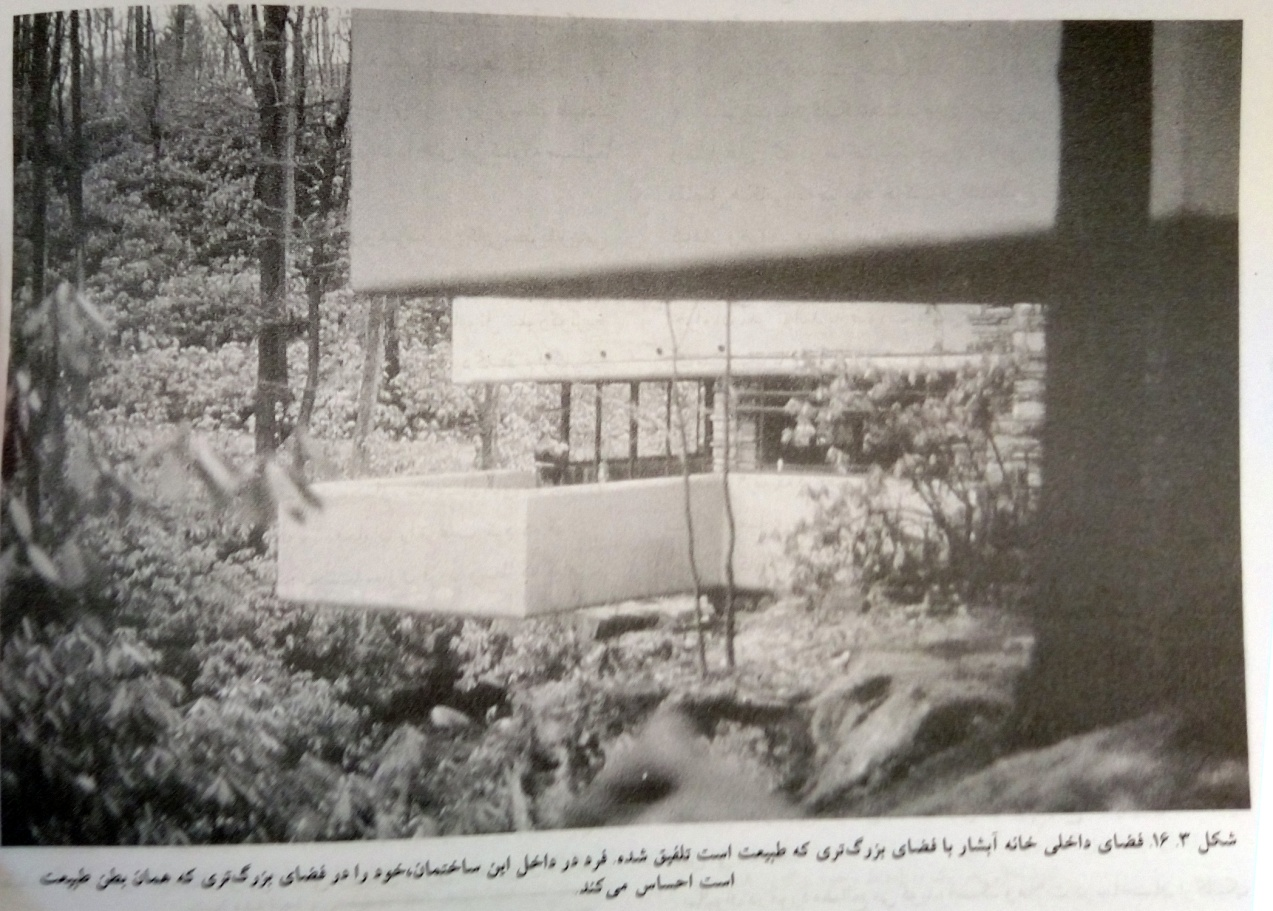 شکل ۳. ۱۶. فضای داخلی خانه آبشار با فضای بزرگ‌تری که طبیعت است تلفیق شده. فرد در داخل این ساختمان،خود را در فضای بزرگ‌تری که همان بطن طبیعت
است احساس می‌کند.